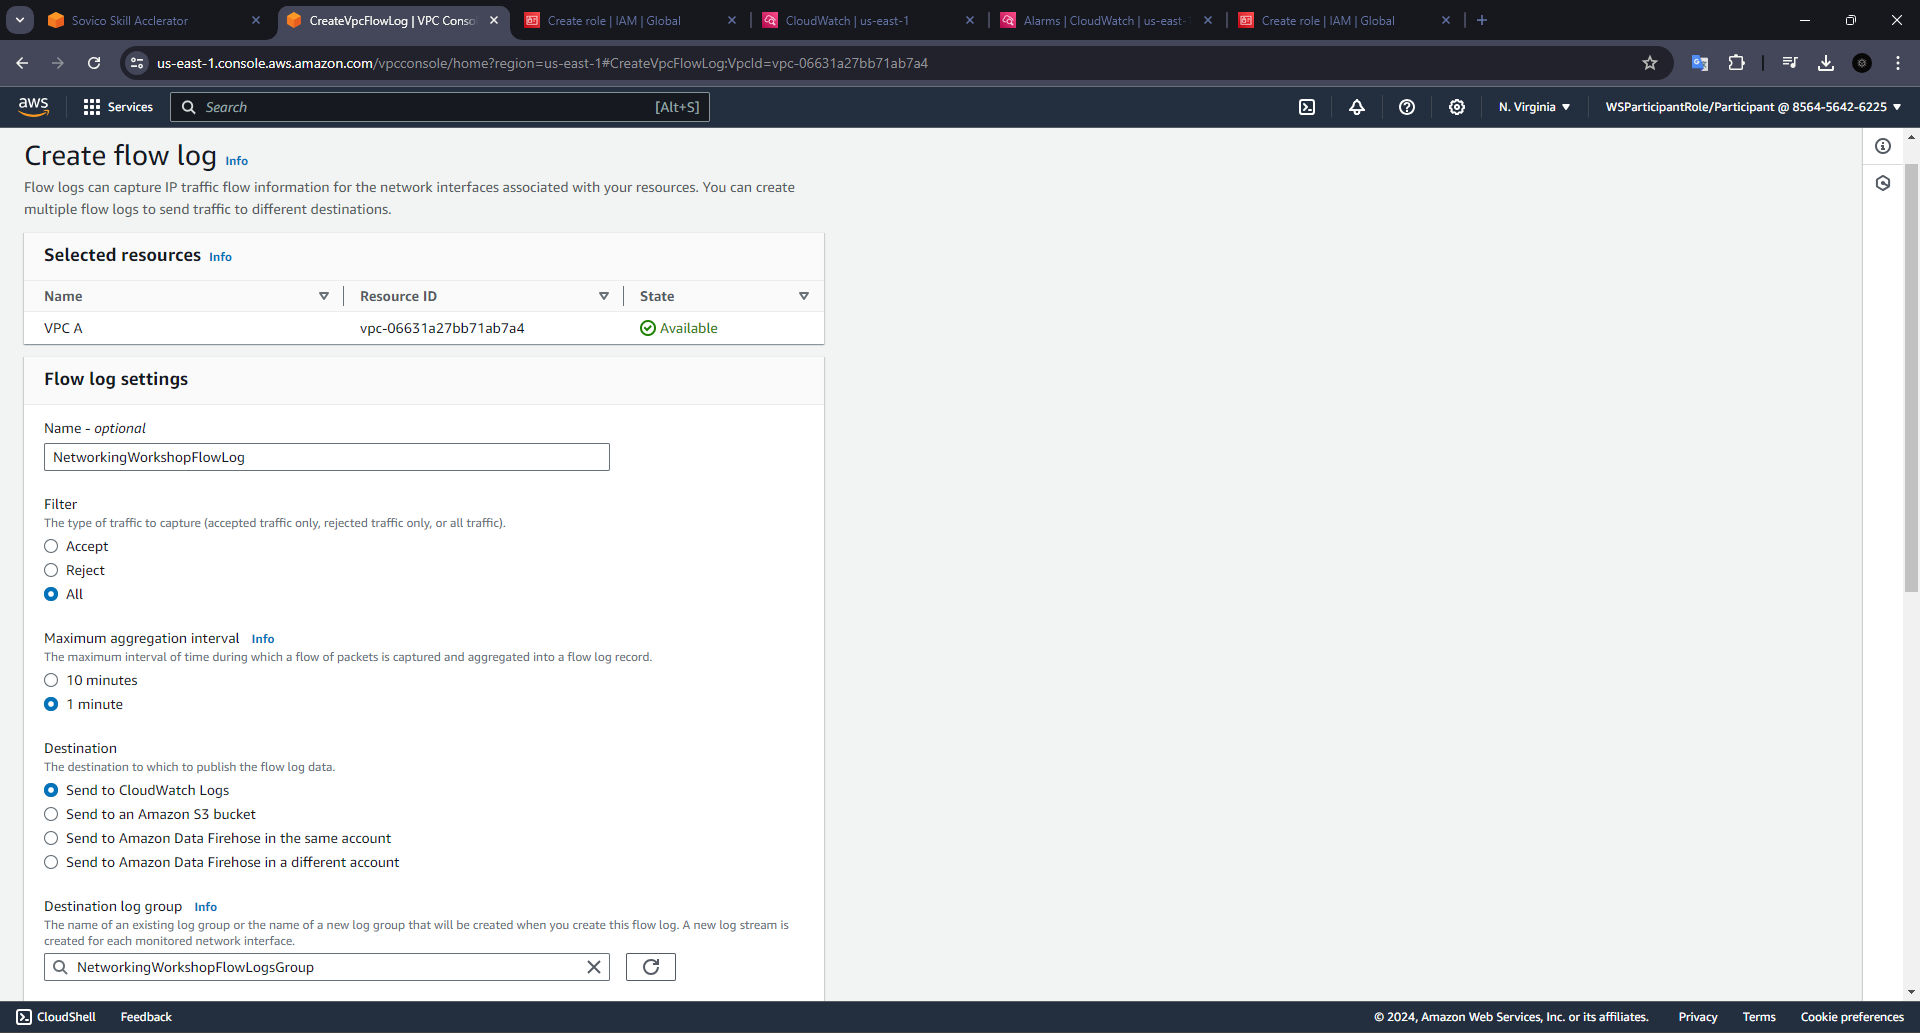 Sovico Skill Acclerator
CreateVpcFlowLog | VPC Conso
Create role | IAM | Global
CloudWatch | us-east-1
Alarms | CloudWatch | us-east-1
Create role | IAM | Global
us-east-1.console.aws.amazon.com/vpcconsole/home?region=us-east-1#CreateVpcFlowLog:VpcId=vpc-06631a27bb71ab7a4
aws
Services
Search
[Alt+S]
N. Virginia
WSParticipantRole/Participant @ 8564-5642-6225
Create flow log Info
Flow logs can capture IP traffic flow information for the network interfaces associated with your resources. You can create
multiple flow logs to send traffic to different destinations.
Selected resources Info
Name Resource ID State
VPC A vpc-06631a27bb71ab7a4 Available
Flow log settings
Name - optional
NetworkingWorkshopFlowLog
Filter
The type of traffic to capture (accepted traffic only, rejected traffic only, or all traffic).
Accept
Reject
All
Maximum aggregation interval Info
The maximum interval of time during which a flow of packets is captured and aggregated into a flow log record.
10 minutes
1 minute
Destination
The destination to which to publish the flow log data.
Send to CloudWatch Logs
Send to an Amazon S3 bucket
Send to Amazon Data Firehose in the same account
Send to Amazon Data Firehose in a different account
Destination log group Info
The name of an existing log group or the name of a new log group that will be created when you create this flow log. A new log stream is
created for each monitored network interface.
NetworkingWorkshopFlowLogsGroup
CloudShell Feedback © 2024, Amazon Web Services, Inc. or its affiliates. Privacy Terms Cookie preferences